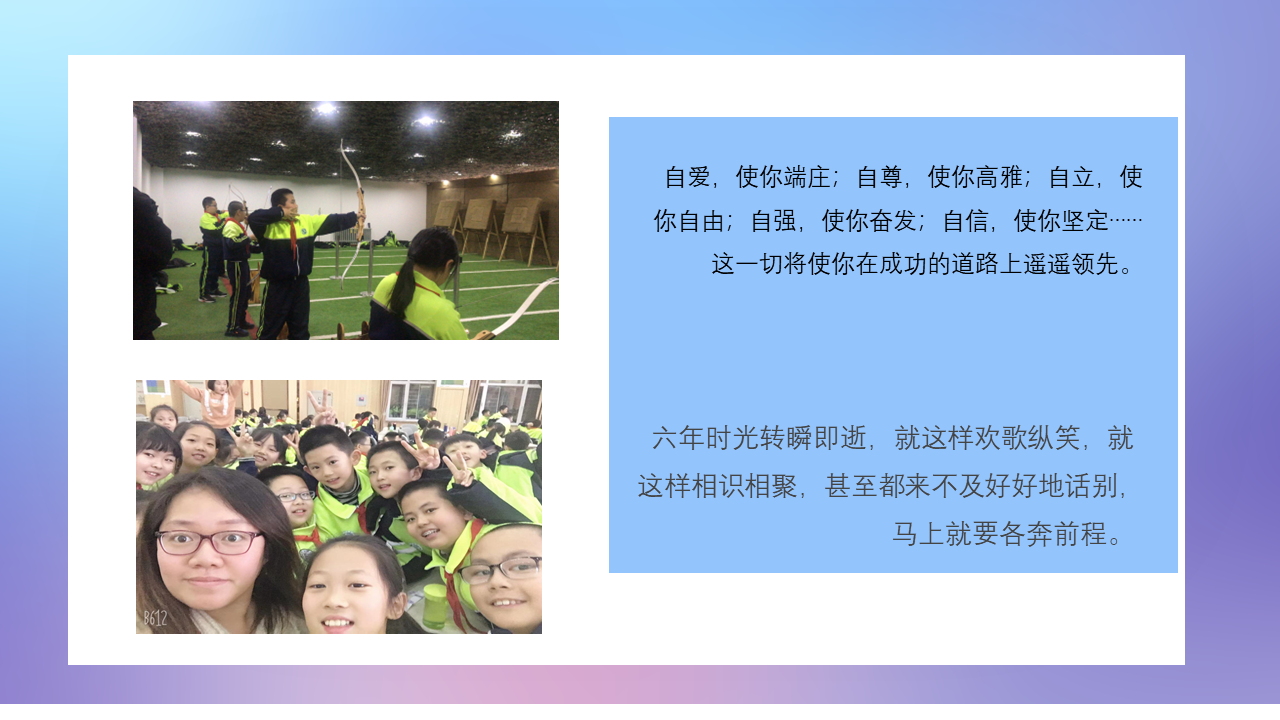 自爱，使你端庄；自尊，使你高雅；自立，使
你自由；自强，使你奋发；自信，使你坚定……
这一切将使你在成功的道路上遥遥领先。
六年时光转瞬即逝，就这样欢歌纵笑，就
这样相识相聚，甚至都来不及好好地话别，
马上就要各奔前程。
B612